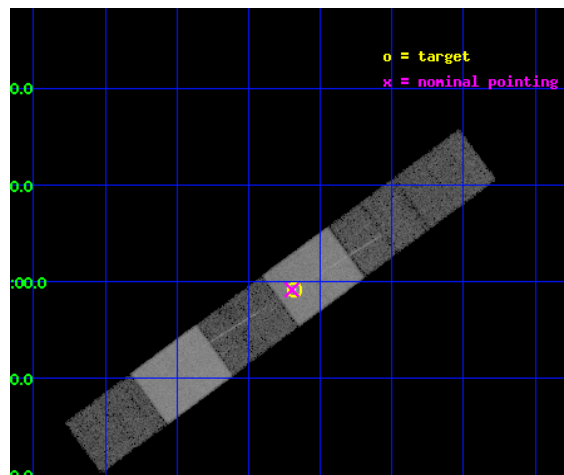 o = target
x = nominal pointing
0.0
0.0
:00.0
0.0
0.0